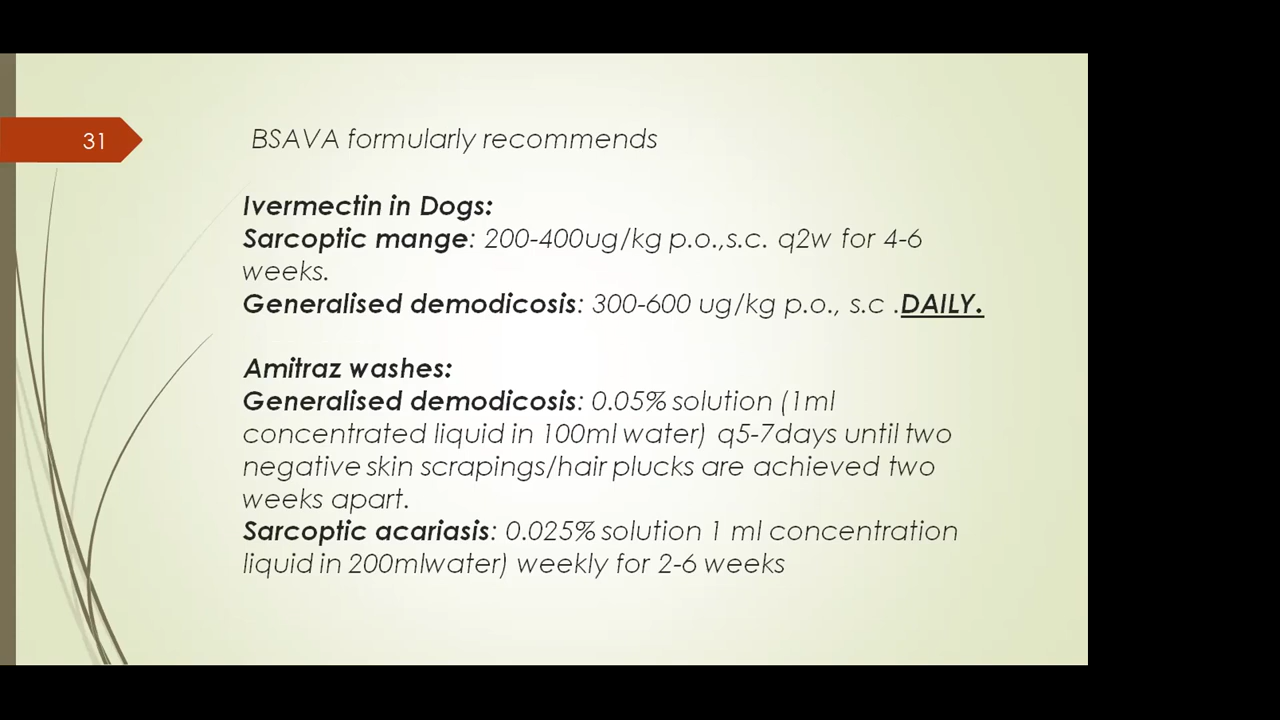 31
BSAVA formularly recommends
Ivermectin in Dogs:
Sarcoptic mange: 200-400ug/kg p.o.,s.c. q2w for 4-6
weeks.
Generalised demodicosis: 300-600 ug/kg p.o., s.c .DAILY.
Amitraz washes:
Generalised demodicosis: 0.05% solution (1ml
concentrated liquid in 100ml water) q5-7days until two
negative skin scrapings/hair plucks are achieved two
weeks apart.
Sarcoptic acariasis: 0.025% solution 1 ml concentration
liquid in 200mlwater) weekly for 2-6 weeks